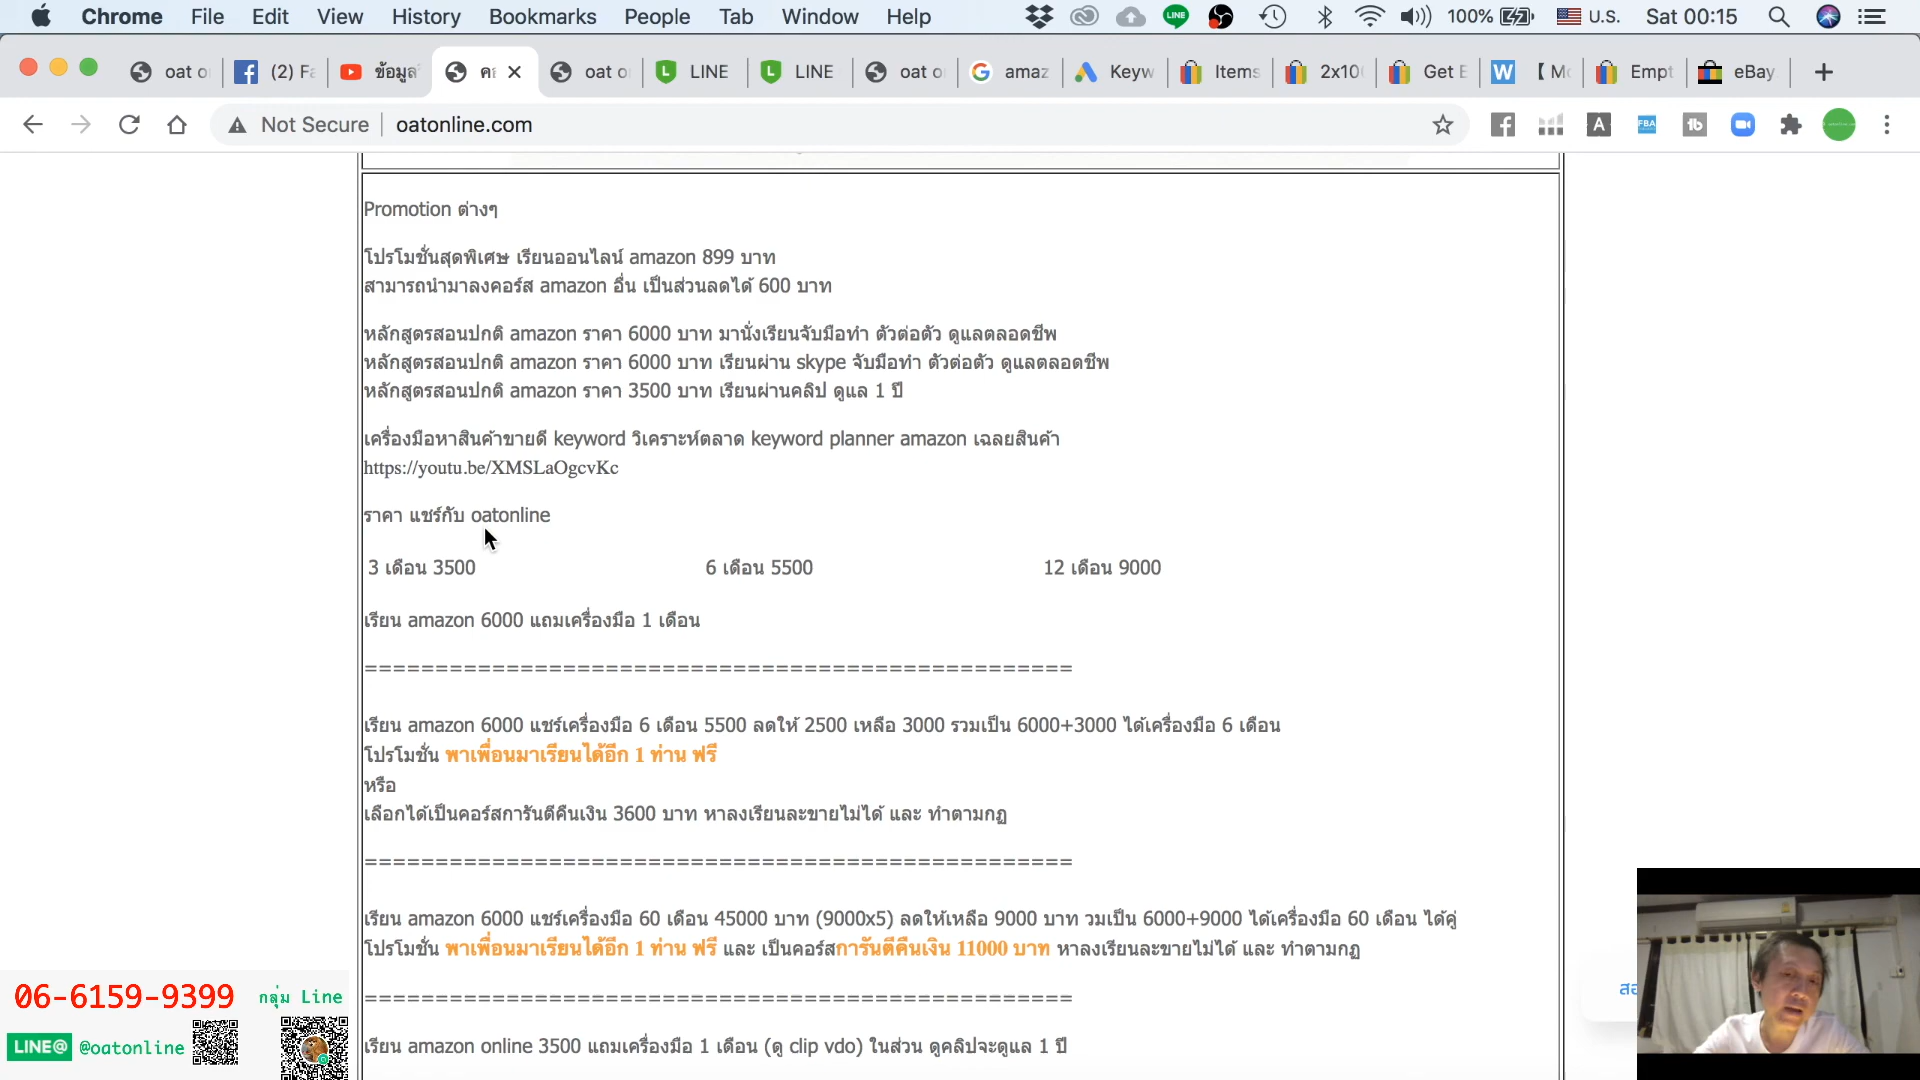 Chrome File Edit View History Bookmarks People Tab Window Help LINE 100% U.S. Sat 00:15
oat o (2) Fa ข้อมูล oat o LINE LINE oat o amaz Keyw Items 2x10 Get E Empt eBay
Not Secure oatonline.com
Promotion ต่างๆ
โปรโมชั่นสุดพิเศษ เรียนออนไลน์ amazon 899 บาท
สามารถนำมาลงคอร์ส amazon อื่น เป็นส่วนลดได้ 600 บาท
หลักสูตรสอนปกติ amazon ราคา 6000 บาท มานั่งเรียนจับมือทำ ตัวต่อตัว ดูแลตลอดชีพ
หลักสูตรสอนปกติ amazon ราคา 6000 บาท เรียนผ่าน skype จับมือทำ ตัวต่อตัว ดูแลตลอดชีพ
หลักสูตรสอนปกติ amazon ราคา 3500 บาท เรียนผ่านคลิป ดูแล 1 ปี
เครื่องมือหาสินค้าขายดี keyword วิเคราะห์ตลาด keyword planner amazon เฉลยสินค้า
https://youtu.be/XMSLaOgcvKc
ราคา แชร์กับ oatonline
3 เดือน 3500 6 เดือน 5500 12 เดือน 9000
เรียน amazon 6000 แถมเครื่องมือ 1 เดือน
==================================================
เรียน amazon 6000 แชร์เครื่องมือ 6 เดือน 5500 ลดให้ 2500 เหลือ 3000 รวมเป็น 6000+3000 ได้เครื่องมือ 6 เดือน
โปรโมชั่น พาเพื่อนมาเรียนได้อีก 1 ท่าน ฟรี
หรือ
เลือกได้เป็นคอร์สการันตีคืนเงิน 3600 บาท หาลงเรียนละขายไม่ได้ และ ทำตามกฏ
==================================================
เรียน amazon 6000 แชร์เครื่องมือ 60 เดือน 45000 บาท (9000x5) ลดให้เหลือ 9000 บาท วมเป็น 6000+9000 ได้เครื่องมือ 60 เดือน ได้คู่
โปรโมชั่น พาเพื่อนมาเรียนได้อีก 1 ท่าน ฟรี และ เป็นคอร์สการันตีคืนเงิน 11000 บาท หาลงเรียนละขายไม่ได้ และ ทำตามกฏ
==================================================
เรียน amazon online 3500 แถมเครื่องมือ 1 เดือน (ดู clip vdo) ในส่วน ดูคลิปจะดูแล 1 ปี
06-6159-9399 กลุ่ม Line
LINE@ @oatonline